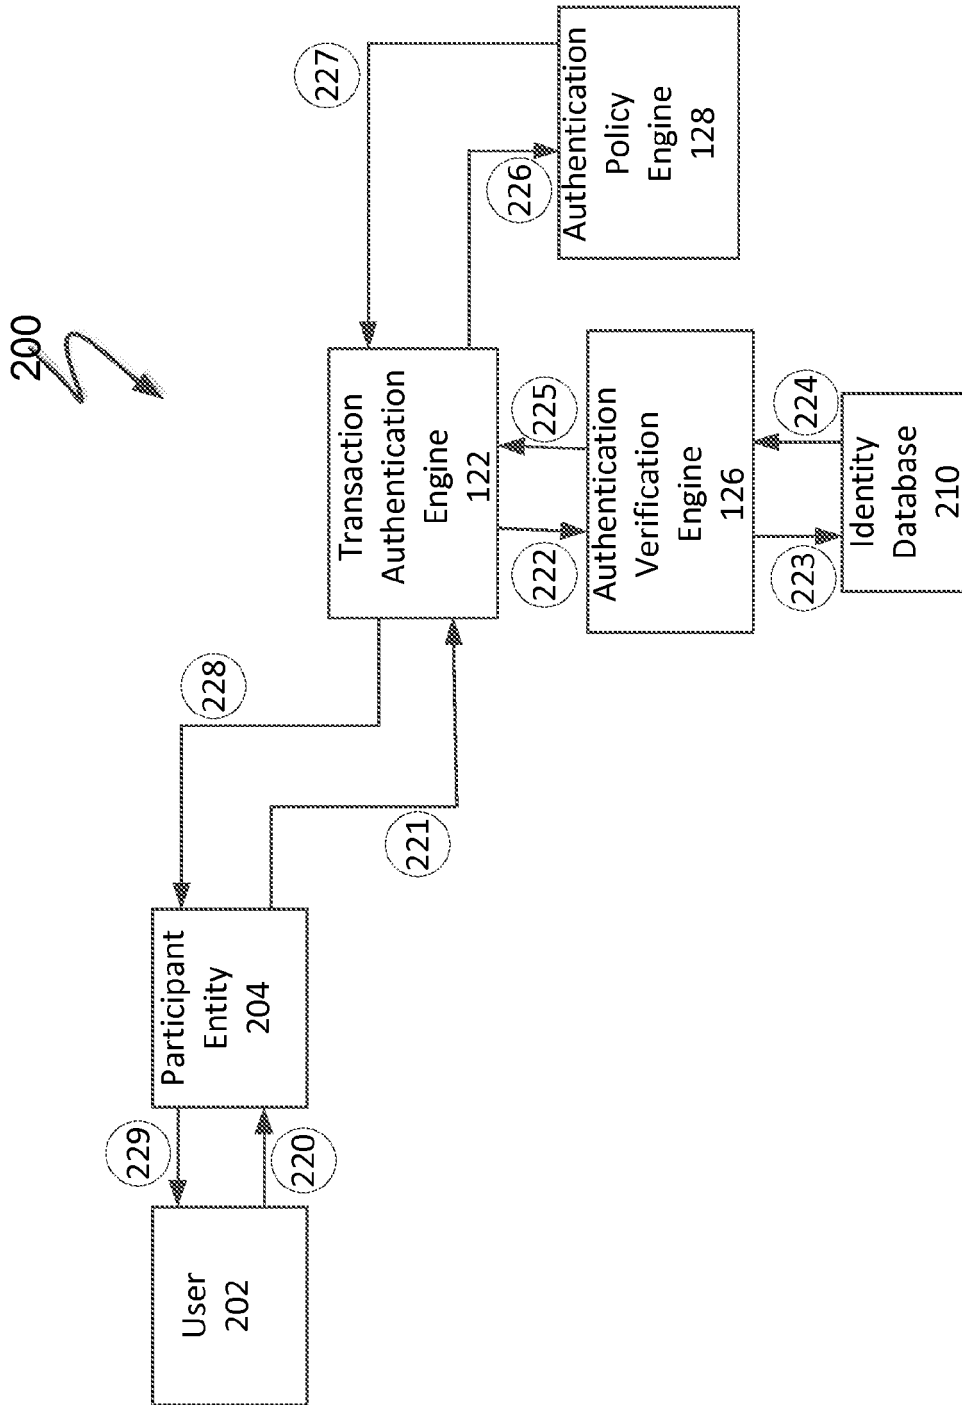 200
User
202
229
220
Participant
Entity
204
228
221
Transaction
Authentication
Engine
122
227
226
Authentication
Policy
Engine
128
222
225
Authentication
Verification
Engine
126
223
224
Identity
Database
210